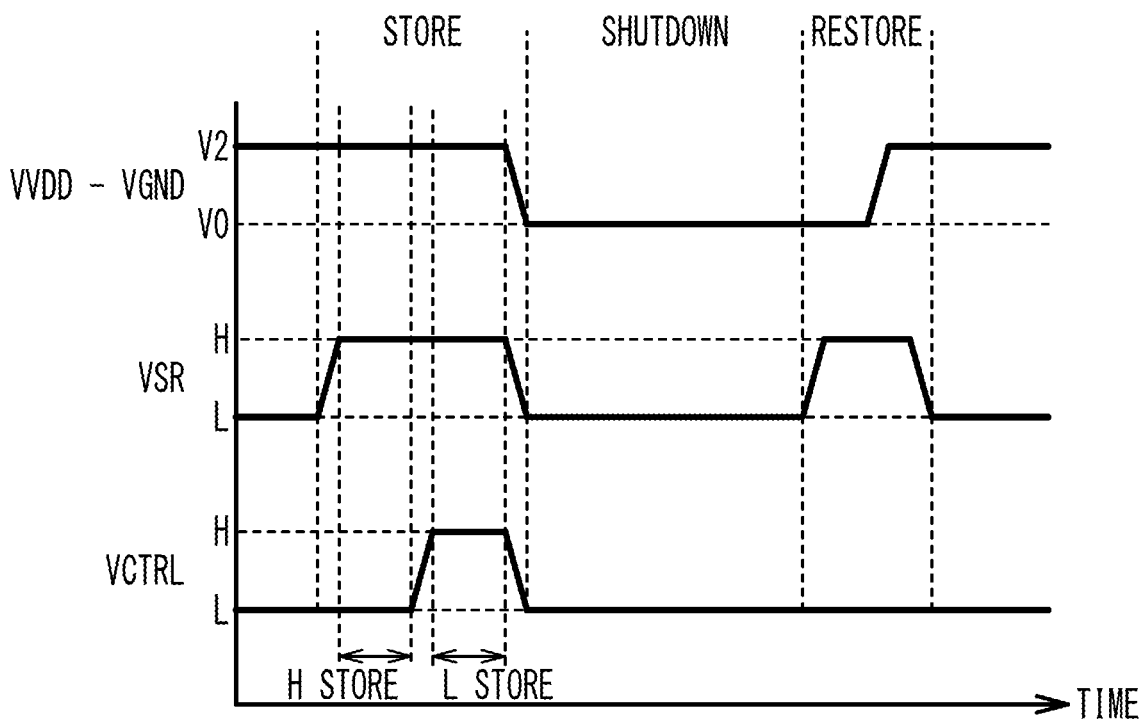 STORE SHUTDOWN RESTORE
V2
VVDD - VGND
V0
H
VSR
L
H
VCTRL
L
H STORE L STORE
TIME